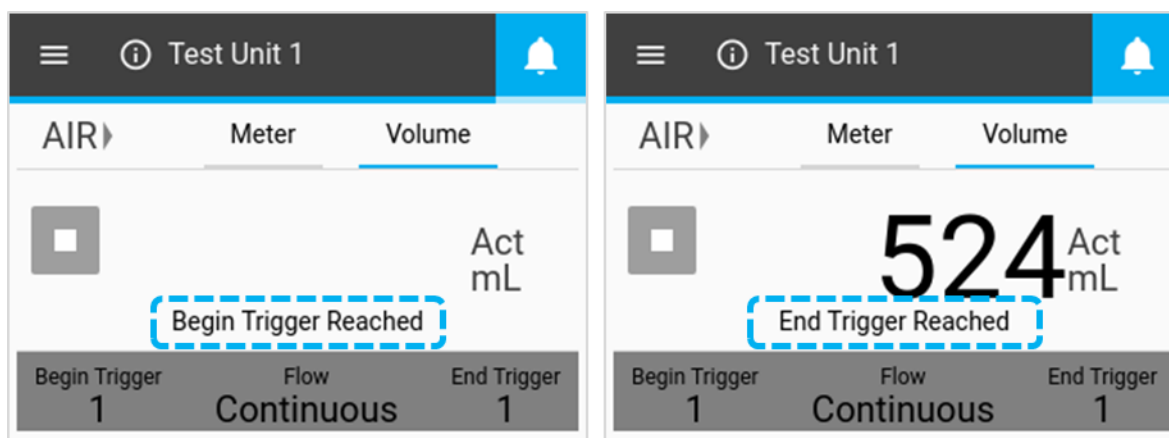 Test Unit 1
AIR Meter Volume
Act
mL
Begin Trigger Reached
Begin Trigger Flow End Trigger
1 Continuous 1
Test Unit 1
AIR Meter Volume
524 Act
mL
End Trigger Reached
Begin Trigger Flow End Trigger
1 Continuous 1